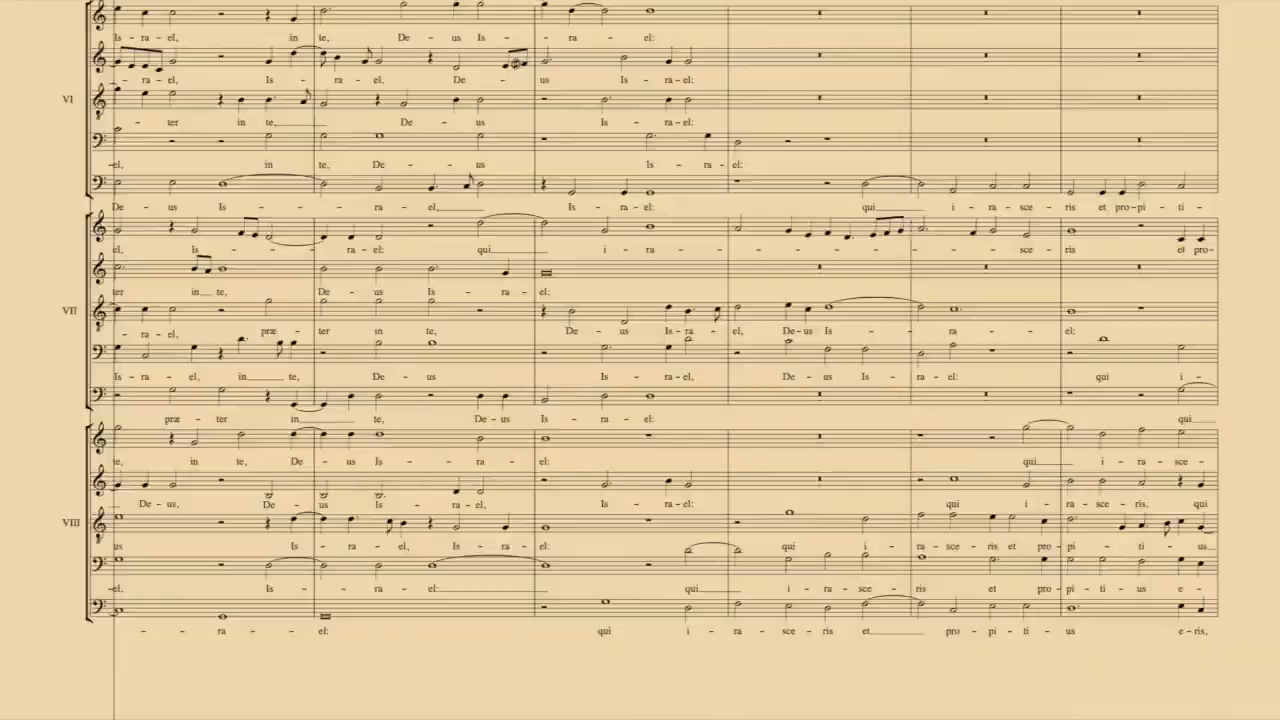 Is - ra - el, in te, De - us Is - ra - el:
- ra - el, Is - ra - el, De - us Is - ra - el:
VI
- ter in te, De - us Is - ra - el:
el, in te, De - us Is - ra - el:
De - us Is - ra - el, Is - ra - el: qui i - ra - sce - ris et pro - pi - ti -
el, Is - ra - el: qui i - ra - sce - ris et pro -
ter in te, De - us Is - ra - el:
VII
- ra - el, præ - ter in te, De - us Is - ra - el, De - us Is - ra - el:
Is - ra - el, in te, De - us Is - ra - el, De - us Is - ra - el: qui i -
præ - ter in te, De - us Is - ra - el: qui
te, in te, De - us Is - ra - el: qui i - ra - sce -
De - us, De - us Is - ra - el, Is - ra - el: qui i - ra - sce - ris, qui
VIII
us Is - ra - el, Is - ra - el: qui i - ra - sce - ris et pro - pi - ti - us
el, Is - ra - el: qui i - ra - sce - ris et pro - pi - ti - us e -
- - ra - el: qui i - ra - sce - ris et pro - pi - ti - us e - ris,